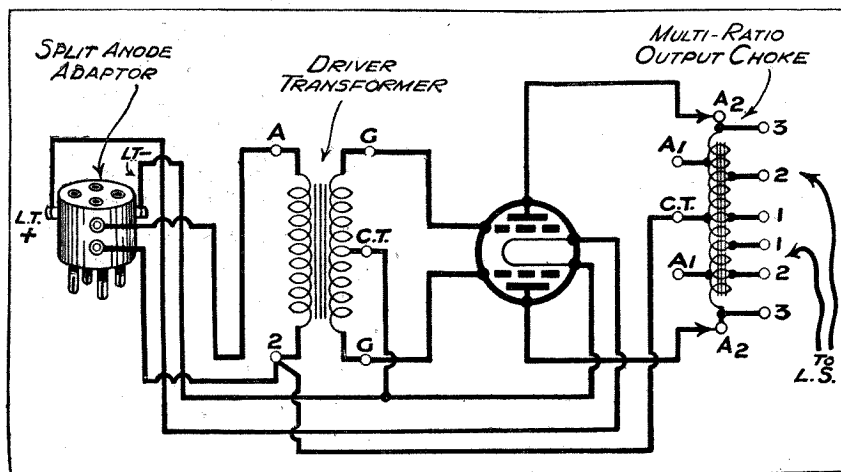 SPLIT ANODE
ADAPTOR
DRIVER
TRANSFORMER
MULTI-RATIO
OUTPUT CHOKE
LT-
L.T.
+
A
2
G
C.T.
G
A2
A1
C.T.
A1
A2
3
2
1
1
2
3
TO
L.S.